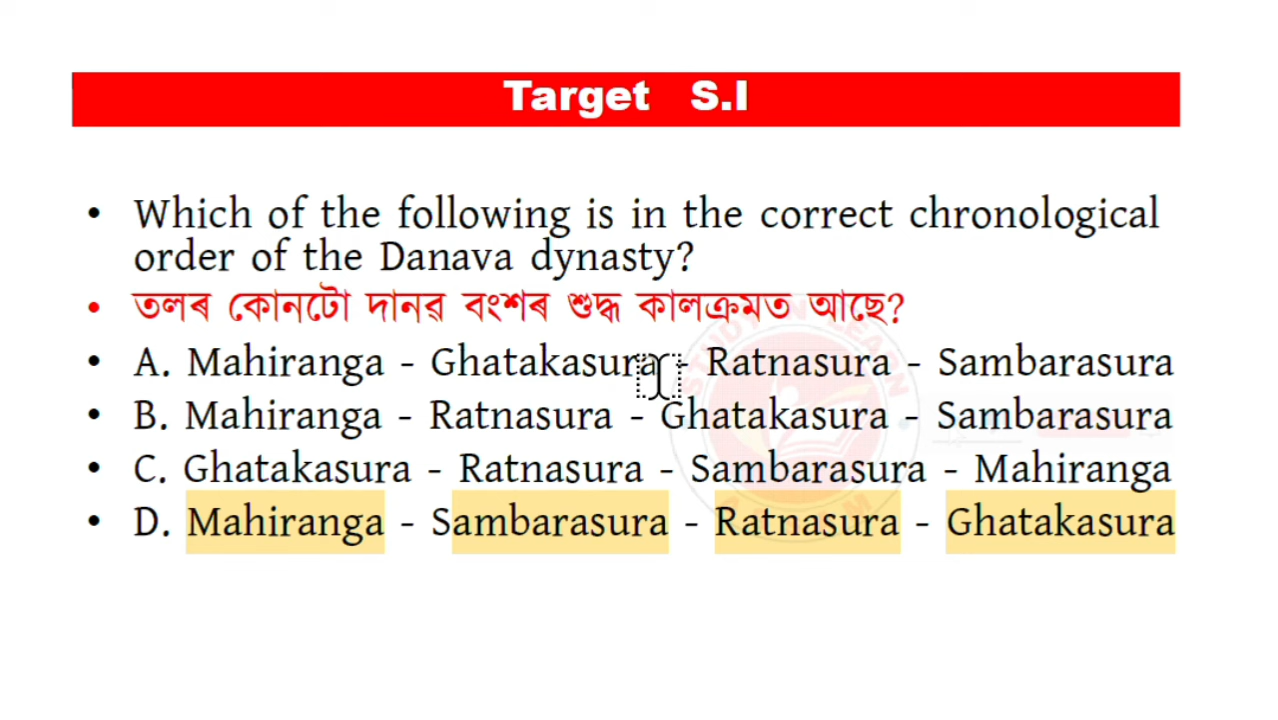 Target S.I
• Which of the following is in the correct chronological
order of the Danava dynasty?
• তলৰ কোনটো দানৱ বংশৰ শুদ্ধ কালক্ৰমত আছে?
• A. Mahiranga - Ghatakasura - Ratnasura - Sambarasura
• B. Mahiranga - Ratnasura - Ghatakasura - Sambarasura
• C. Ghatakasura - Ratnasura - Sambarasura - Mahiranga
• D. Mahiranga - Sambarasura - Ratnasura - Ghatakasura